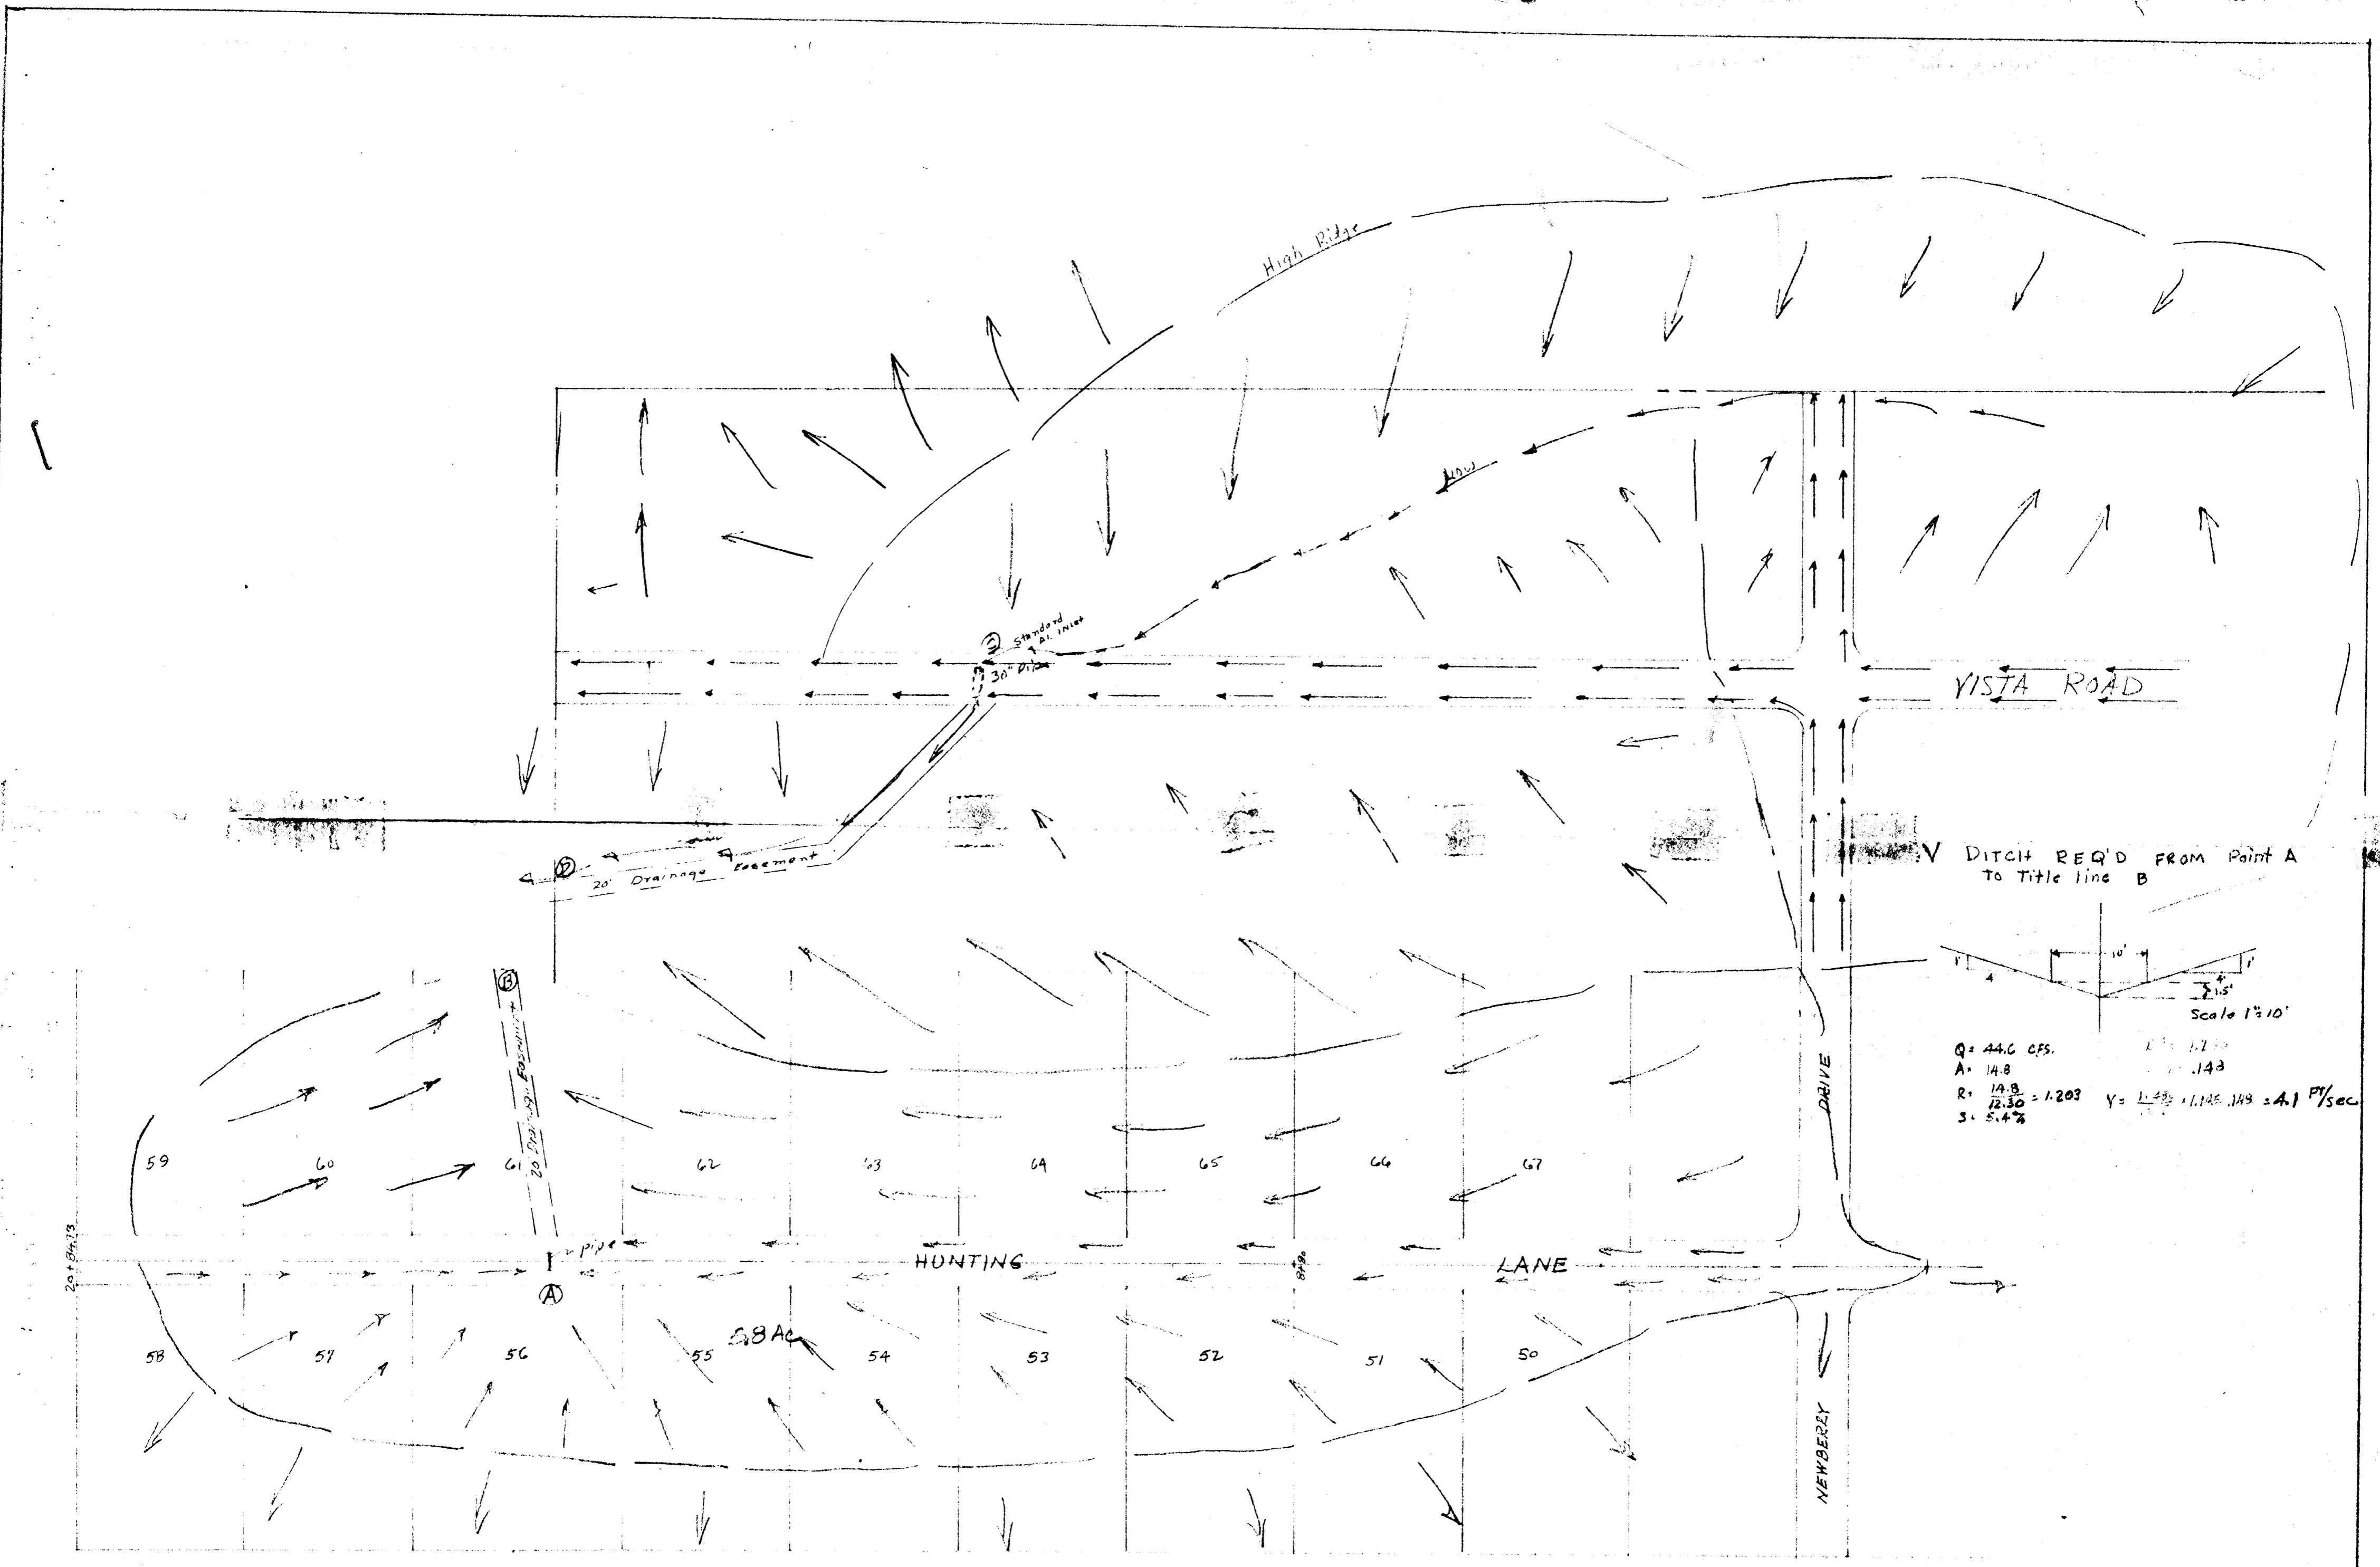 High Ridge
Flow
Ⓒ Standard
Al. Inlet
30" Pipe
VISTA ROAD
Ⓓ
20' Drainage Easement
V DITCH REQ'D FROM Point A
To Title line B
10'
1'
4
1'
4'
1.5'
Scale 1"=10'
Q= 44.6 CFS.
A= 14.8
.148
R= 14.8/12.30 = 1.203
S= 5.4%
= 4.1 FT/sec
Ⓑ
20' Drainage Easement
DRIVE
59
60
61
62
63
64
65
66
67
20+84.73
pipe
HUNTING
LANE
Ⓐ
5.8 Ac
58
57
56
55
54
53
52
51
50
NEWBERRY